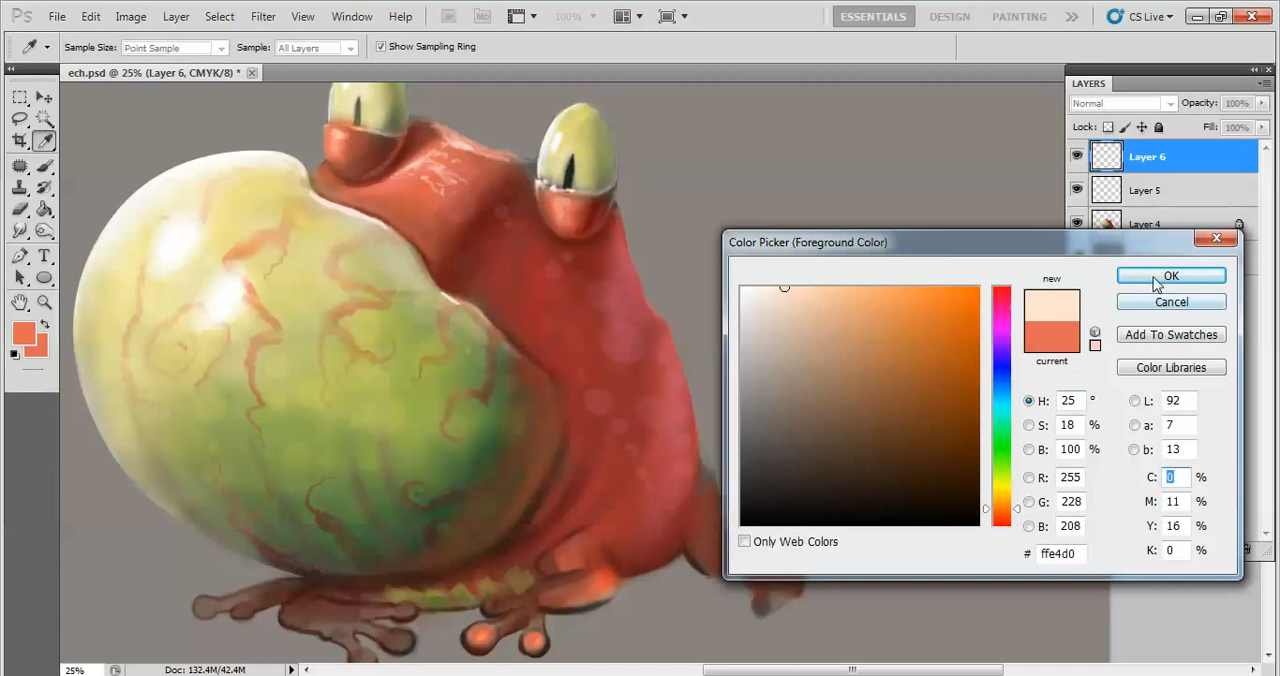 Ps File Edit Image Layer Select Filter View Window Help Br Mb 100% ESSENTIALS DESIGN PAINTING CS Live
Sample Size: Point Sample Sample: All Layers Show Sampling Ring
ech.psd @ 25% (Layer 6, CMYK/8) *
LAYERS
Normal Opacity: 100%
Lock: Fill: 100%
Layer 6
Layer 5
Layer 4
Color Picker (Foreground Color)
new
current
OK
Cancel
Add To Swatches
Color Libraries
H: 25 ° L: 92
S: 18 % a: 7
B: 100 % b: 13
R: 255 C: 0 %
G: 228 M: 11 %
B: 208 Y: 16 %
# ffe4d0 K: 0 %
Only Web Colors
T
25% Doc: 132.4M/42.4M